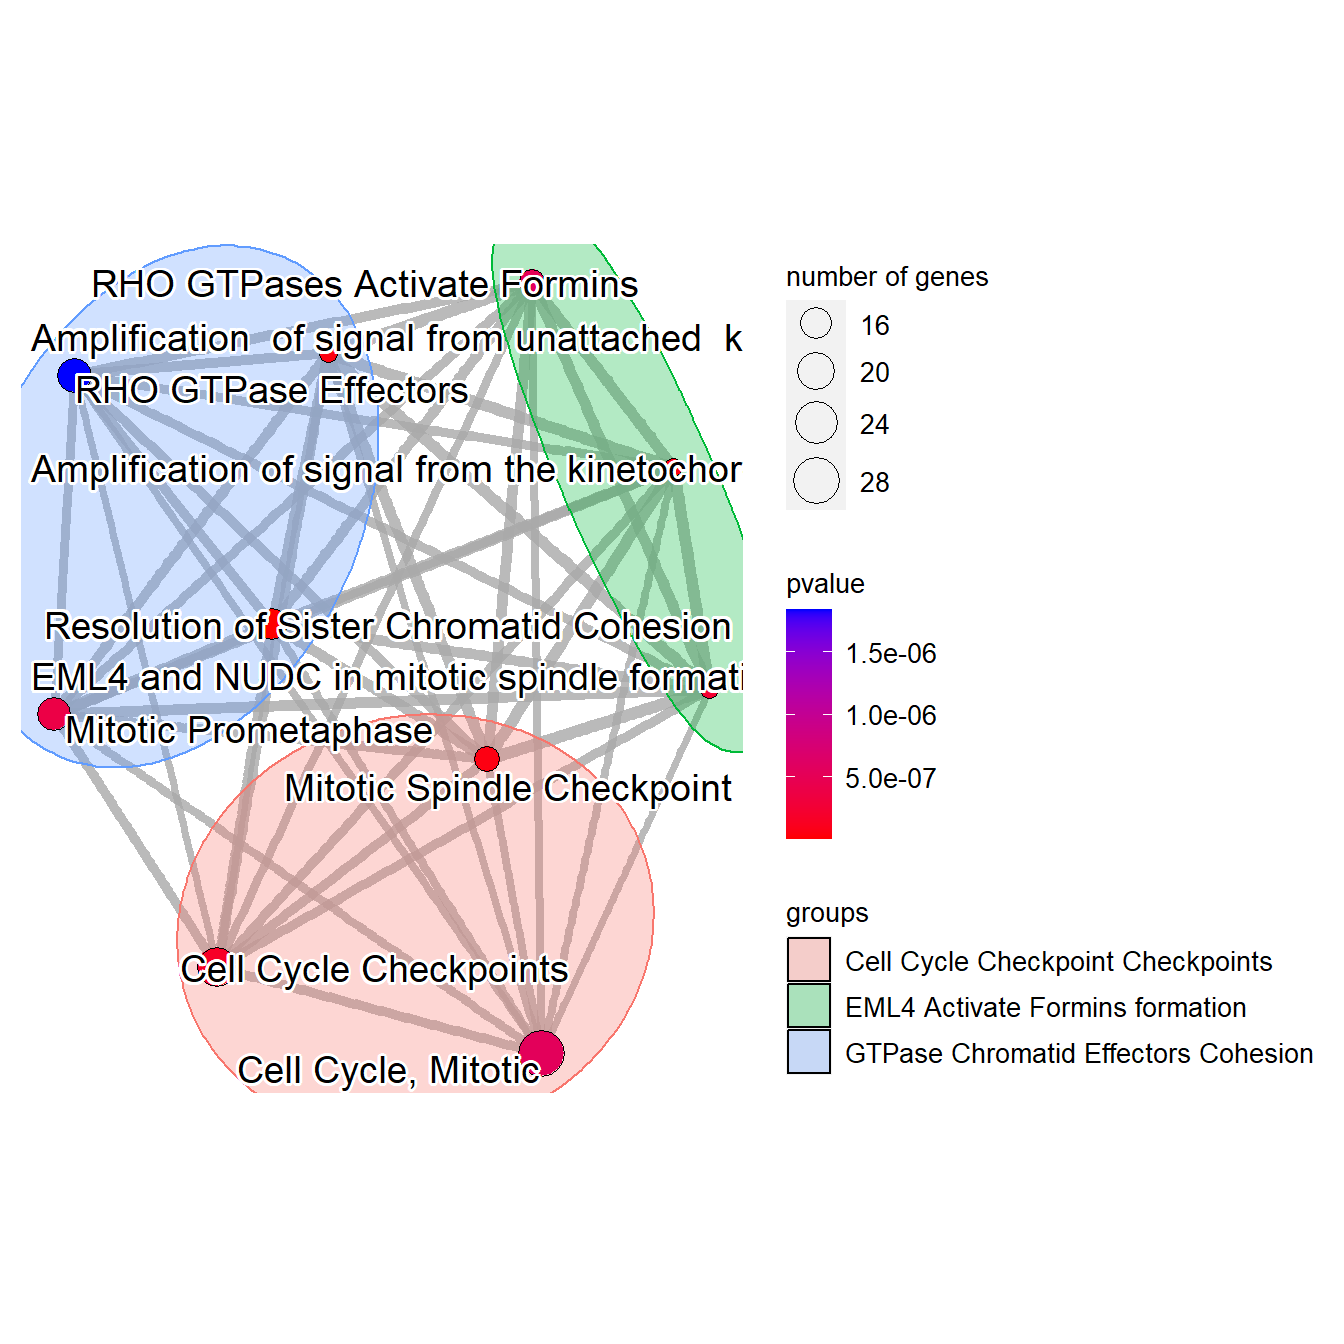 RHO GTPases Activate Formins
Amplification  of signal from unattached  k
RHO GTPase Effectors
Amplification of signal from the kinetochor
Resolution of Sister Chromatid Cohesion
EML4 and NUDC in mitotic spindle formati
Mitotic Prometaphase
Mitotic Spindle Checkpoint
Cell Cycle Checkpoints
Cell Cycle, Mitotic
number of genes
16
20
24
28
pvalue
1.5e-06
1.0e-06
5.0e-07
groups
Cell Cycle Checkpoint Checkpoints
EML4 Activate Formins formation
GTPase Chromatid Effectors Cohesion